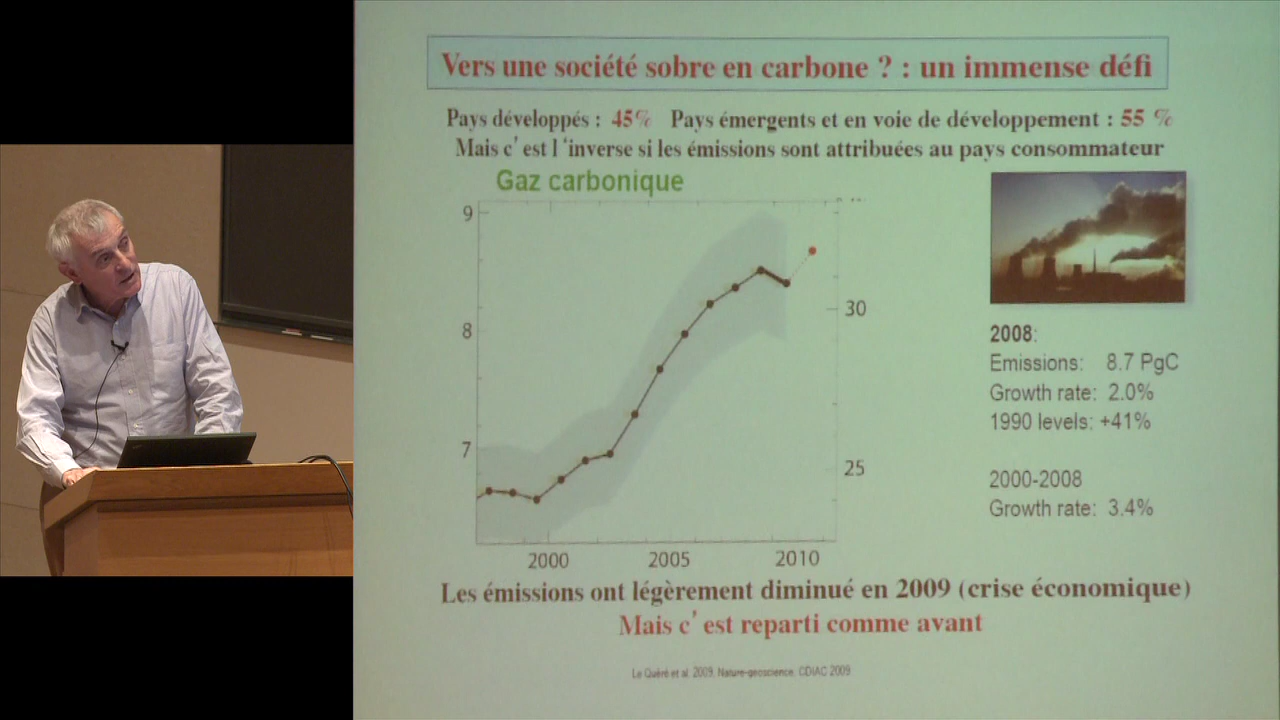 Vers une société sobre en carbone ? : un immense défi
Pays développés : 45% Pays émergents et en voie de développement : 55 %
Mais c'est l'inverse si les émissions sont attribuées au pays consommateur
Gaz carbonique
9
8
7
30
25
2000 2005 2010
2008:
Emissions: 8.7 PgC
Growth rate: 2.0%
1990 levels: +41%
2000-2008
Growth rate: 3.4%
Les émissions ont légèrement diminué en 2009 (crise économique)
Mais c'est reparti comme avant
Le Quéré et al. 2009, Nature-geoscience, CDIAC 2009